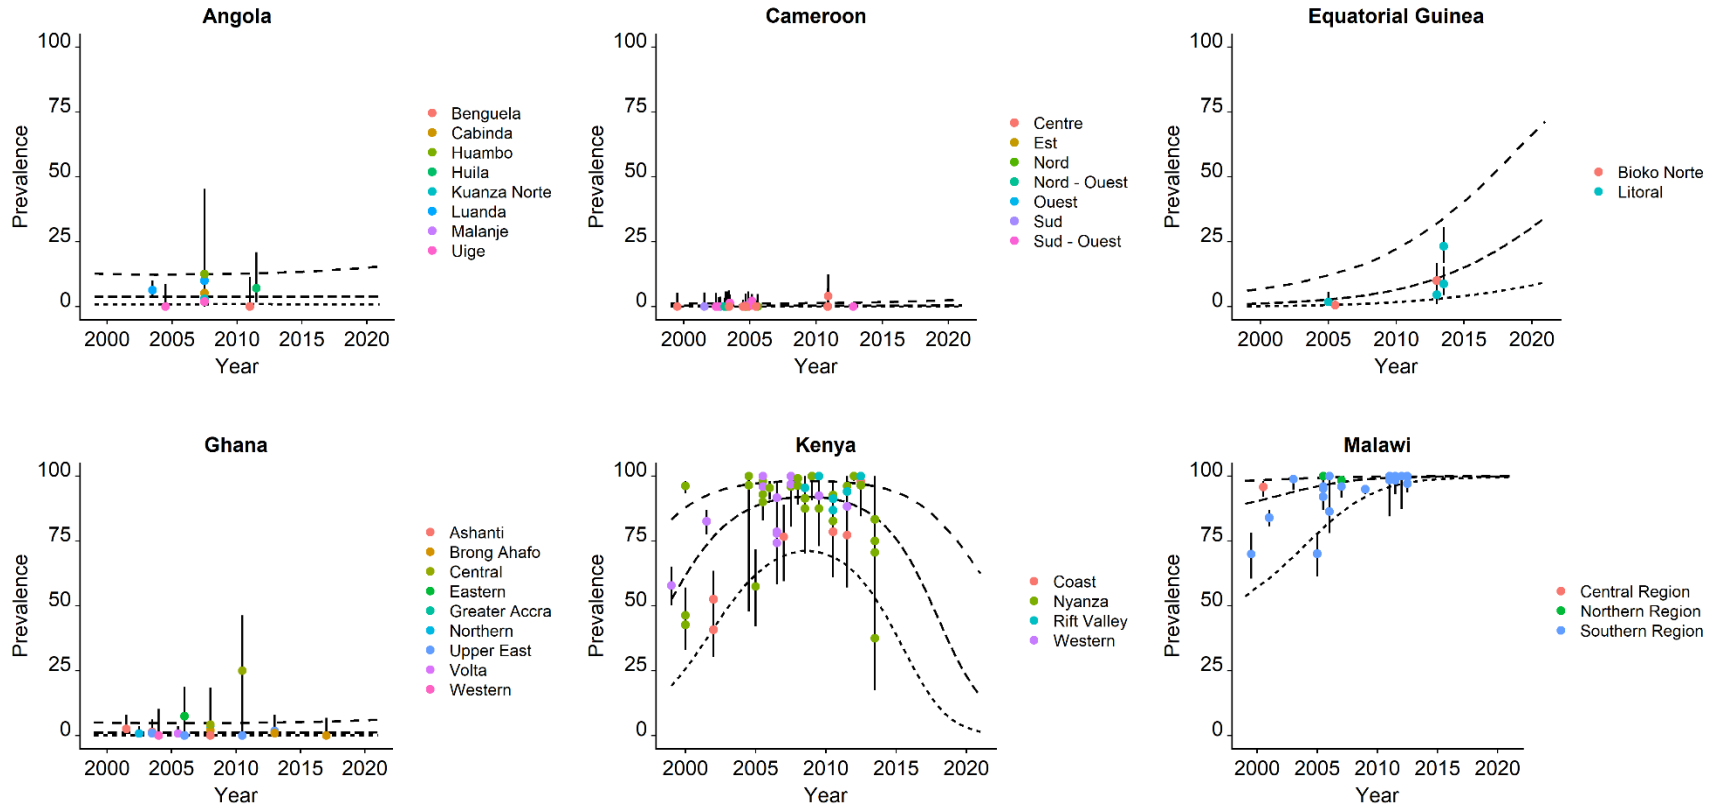 Angola
Prevalence
100
75
50
25
0
2000 2005 2010 2015 2020
Year
Benguela
Cabinda
Huambo
Huila
Kuanza Norte
Luanda
Malanje
Uige
Cameroon
Prevalence
100
75
50
25
0
2000 2005 2010 2015 2020
Year
Centre
Est
Nord
Nord - Ouest
Ouest
Sud
Sud - Ouest
Equatorial Guinea
Prevalence
100
75
50
25
0
2000 2005 2010 2015 2020
Year
Bioko Norte
Litoral
Ghana
Prevalence
100
75
50
25
0
2000 2005 2010 2015 2020
Year
Ashanti
Brong Ahafo
Central
Eastern
Greater Accra
Northern
Upper East
Volta
Western
Kenya
Prevalence
100
75
50
25
0
2000 2005 2010 2015 2020
Year
Coast
Nyanza
Rift Valley
Western
Malawi
Prevalence
100
75
50
25
0
2000 2005 2010 2015 2020
Year
Central Region
Northern Region
Southern Region